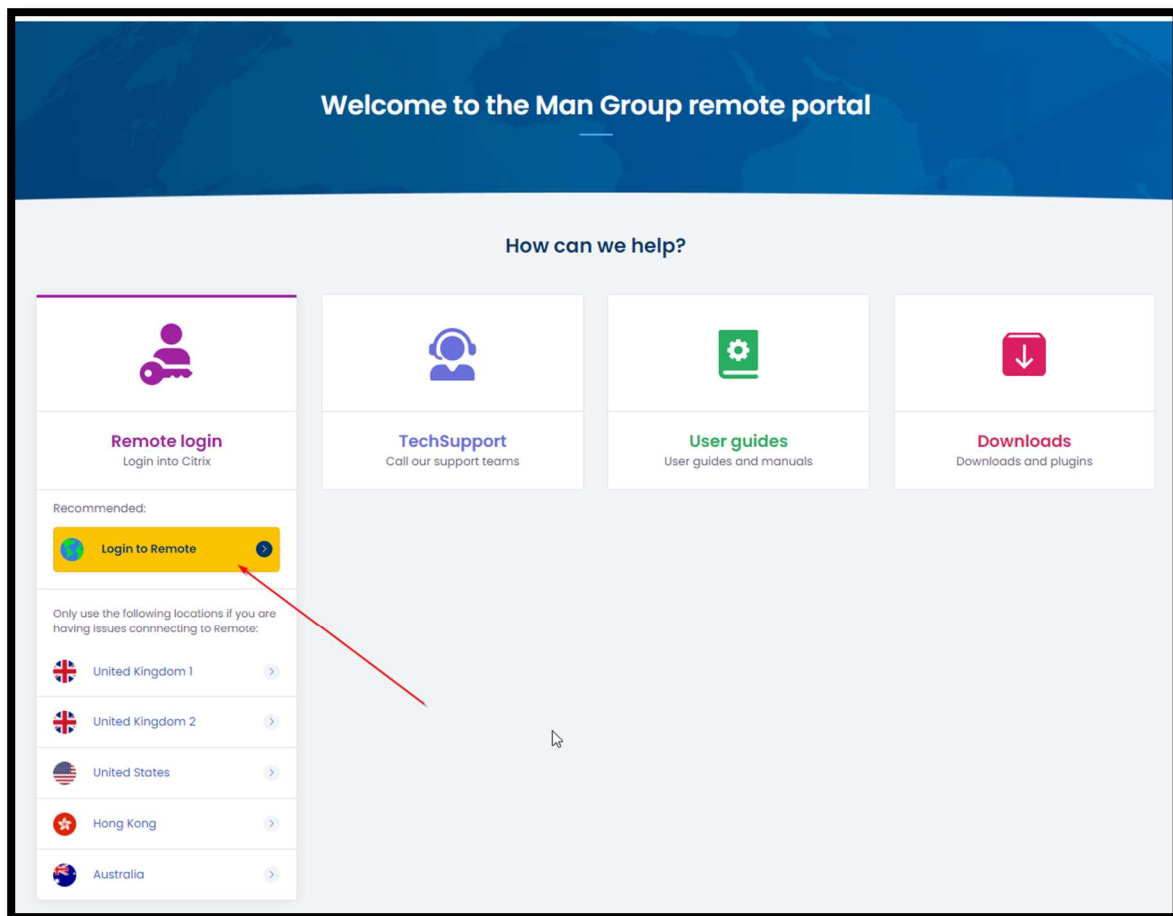 Welcome to the Man Group remote portal
How can we help?
Remote login
Login into Citrix
TechSupport
Call our support teams
User guides
User guides and manuals
Downloads
Downloads and plugins
Recommended:
Login to Remote
Only use the following locations if you are
having issues connnecting to Remote:
United Kingdom 1
United Kingdom 2
United States
Hong Kong
Australia